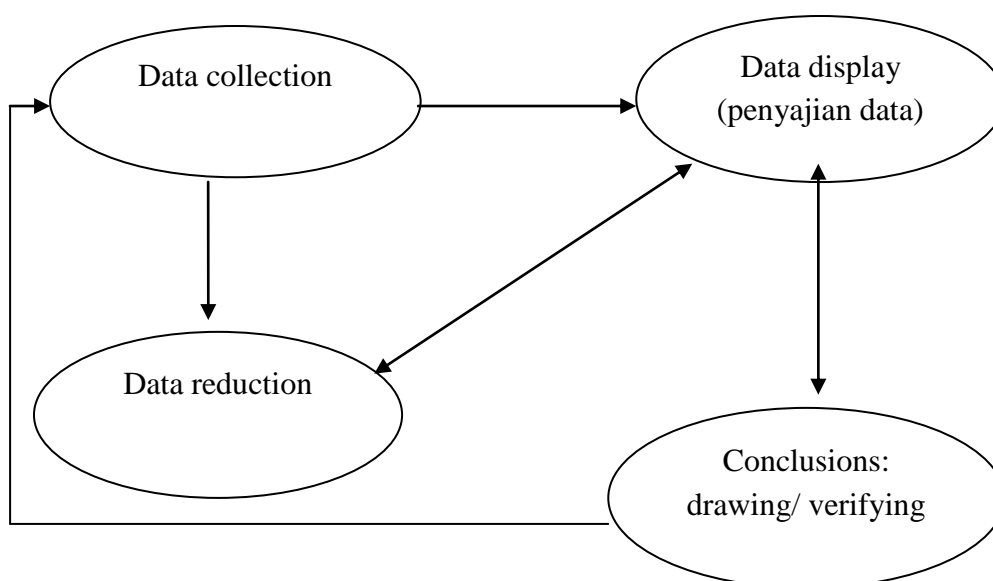 Data collection
Data display
(penyajian data)
Data reduction
Conclusions:
drawing/ verifying